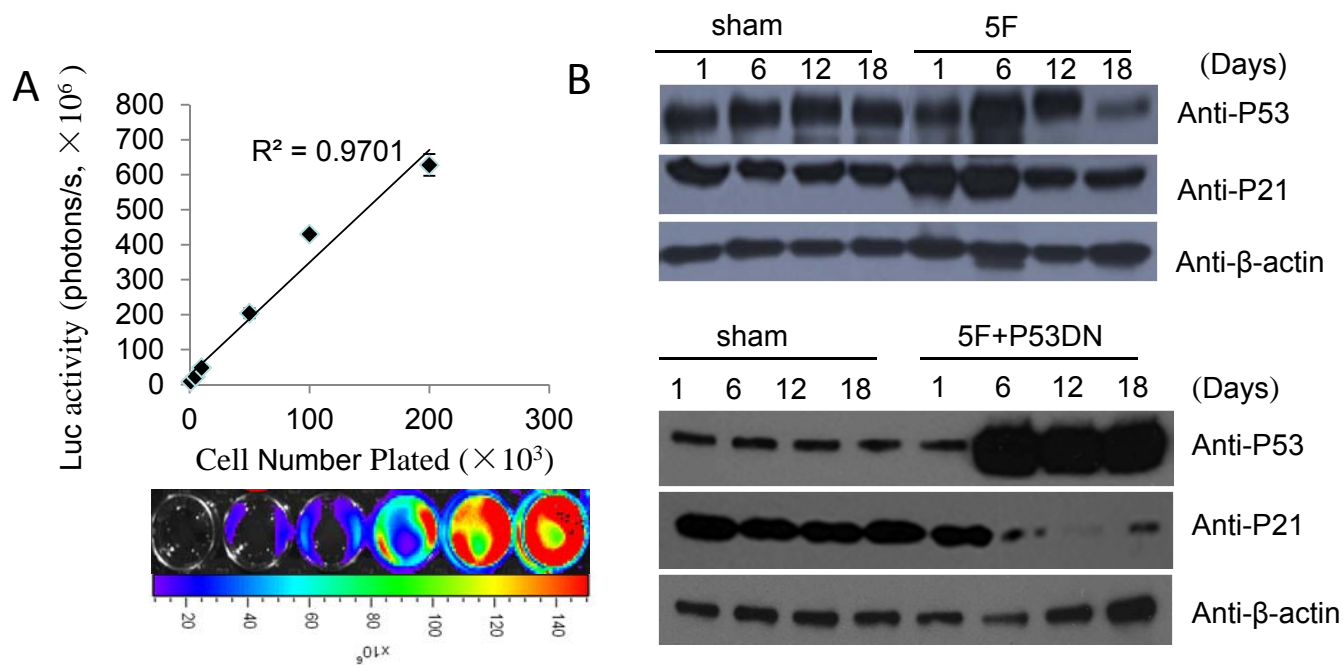 A
Luc activity (photons/s, ×10⁶)
800
700
600
500
400
300
200
100
0
R² = 0.9701
0 100 200 300
Cell Number Plated (×10³)
20 40 60 80 100 120 140
x10⁶
B
sham 5F
1 6 12 18 1 6 12 18 (Days)
Anti-P53
Anti-P21
Anti-β-actin
sham 5F+P53DN
1 6 12 18 1 6 12 18 (Days)
Anti-P53
Anti-P21
Anti-β-actin